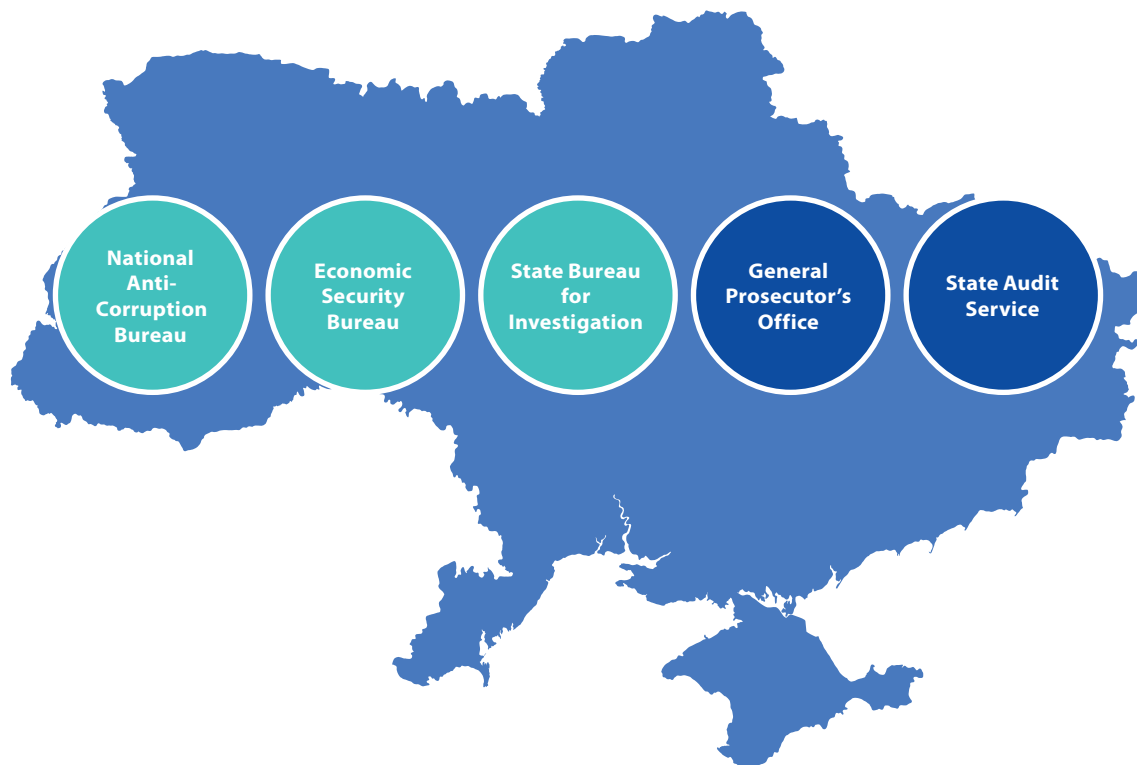 National
Anti-
Corruption
Bureau
Economic
Security
Bureau
State Bureau
for
Investigation
General
Prosecutor’s
Office
State Audit
Service